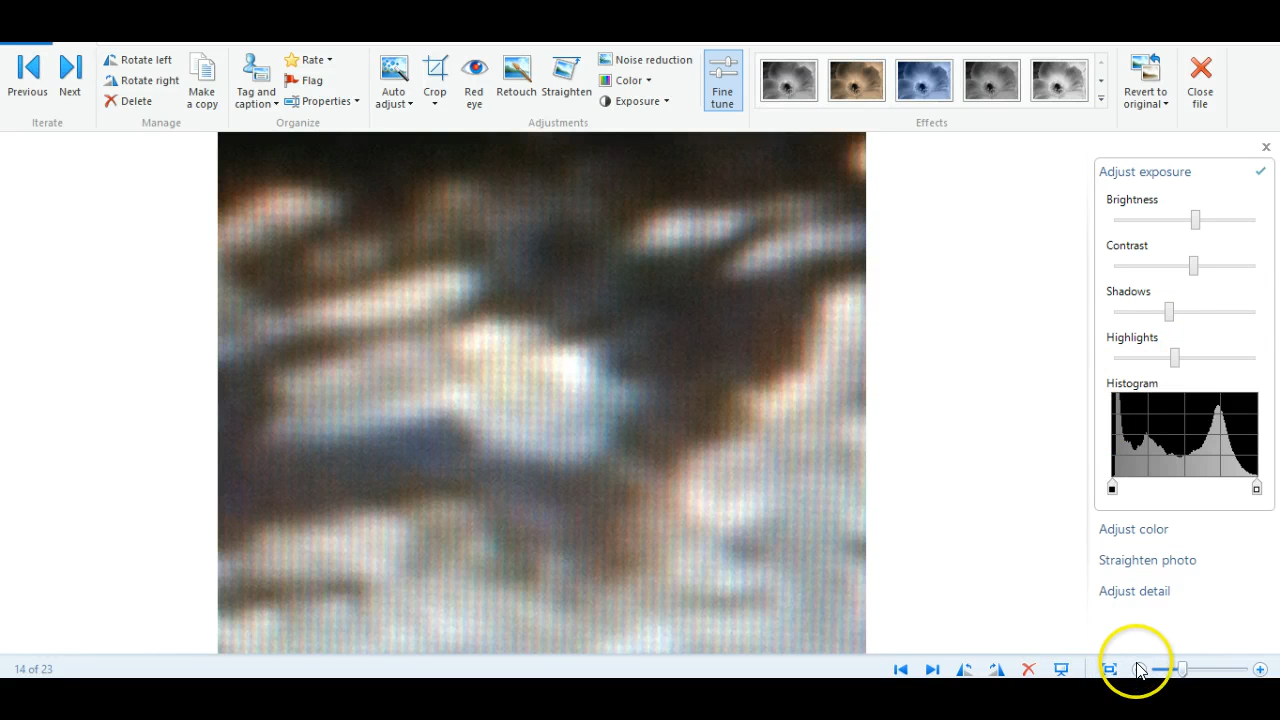 Previous
Next
Iterate
Rotate left
Rotate right
Delete
Make a copy
Manage
Tag and caption
Rate
Flag
Properties
Organize
Auto adjust
Crop
Red eye
Retouch
Straighten
Noise reduction
Color
Exposure
Adjustments
Fine tune
Effects
Revert to original
Close file
Adjust exposure
Brightness
Contrast
Shadows
Highlights
Histogram
Adjust color
Straighten photo
Adjust detail
14 of 23